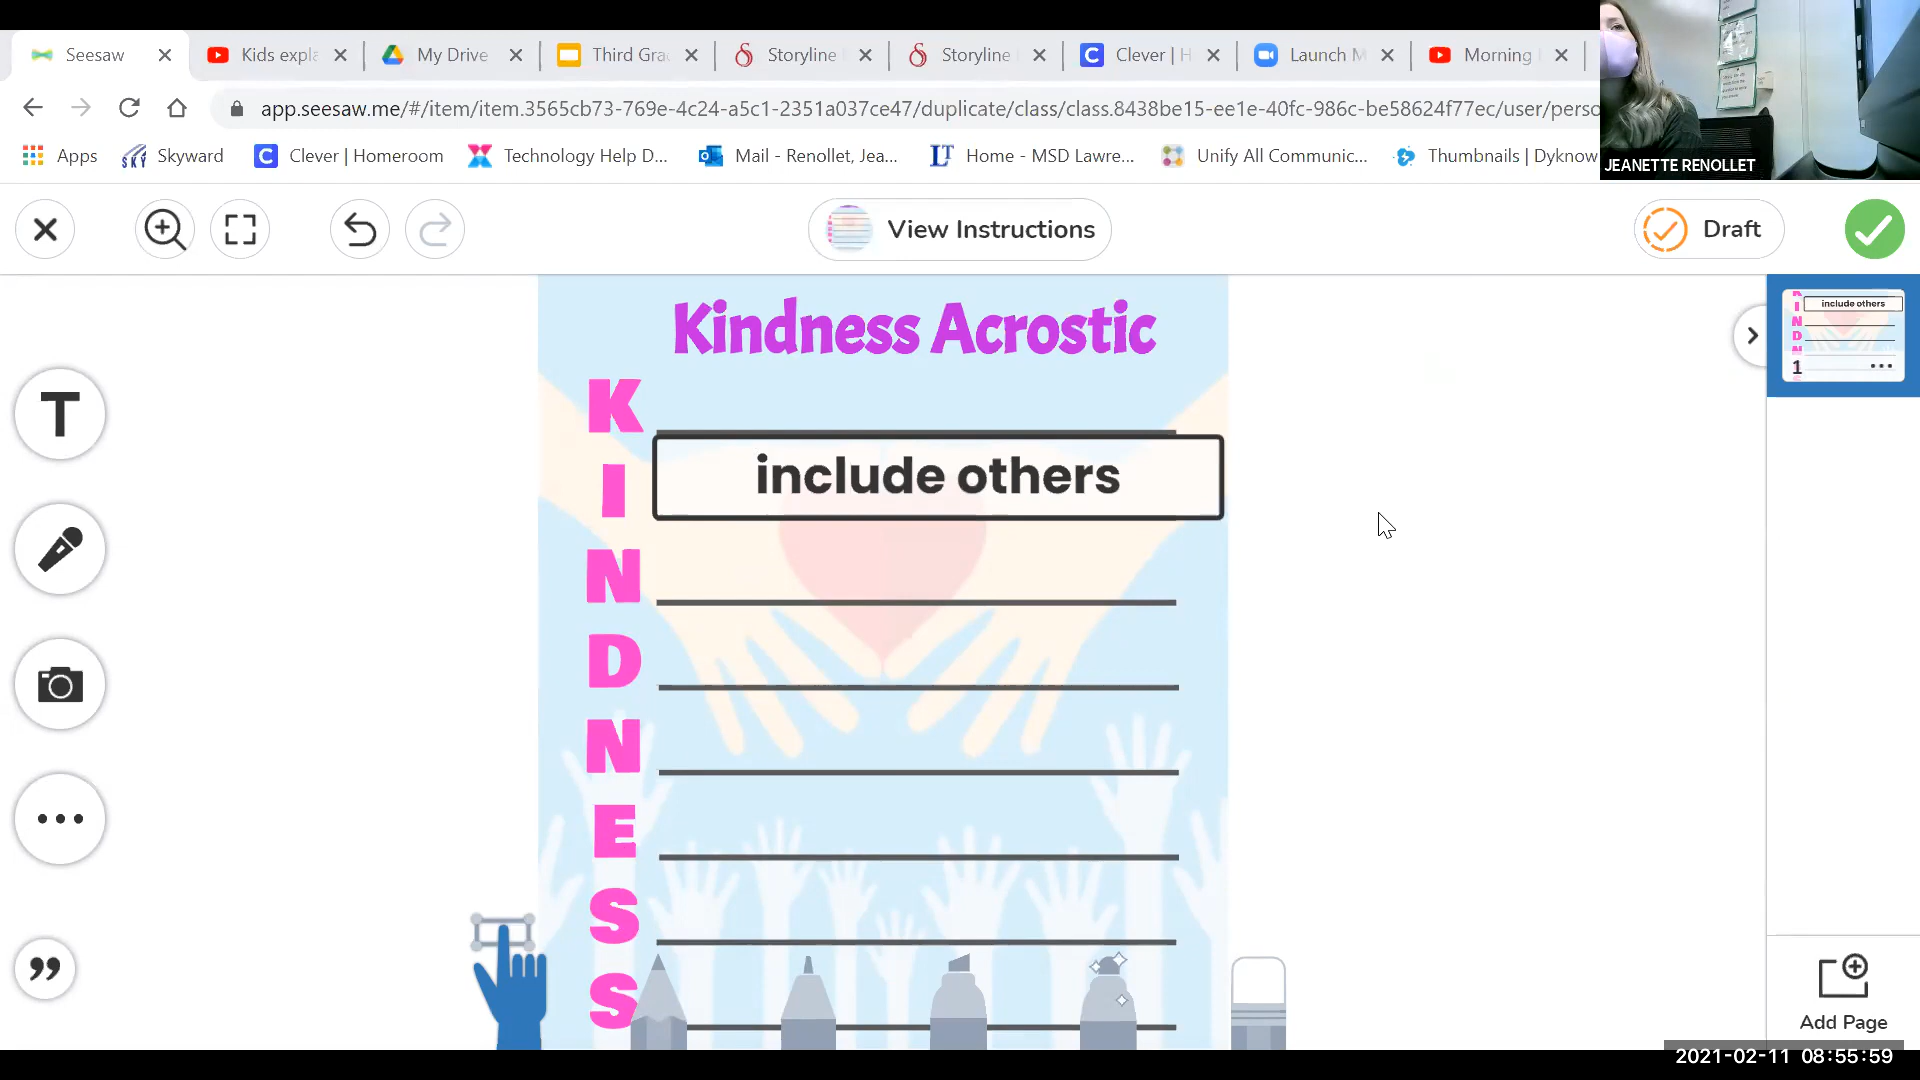 Seesaw
Kids expla
My Drive
Third Gra
Storyline
Storyline
Clever | H
Launch M
Morning
app.seesaw.me/#/item/item.3565cb73-769e-4c24-a5c1-2351a037ce47/duplicate/class/class.8438be15-ee1e-40fc-986c-be58624f77ec/user/perso
Apps
SKY Skyward
C Clever | Homeroom
Technology Help D...
Mail - Renollet, Jea...
LT Home - MSD Lawre...
Unify All Communic...
Thumbnails | Dyknow
JEANETTE RENOLLET
View Instructions
Draft
Kindness Acrostic
K
I include others
N
D
N
E
S
S
T
include others
I
N
D
1
Add Page
2021-02-11 08:55:59